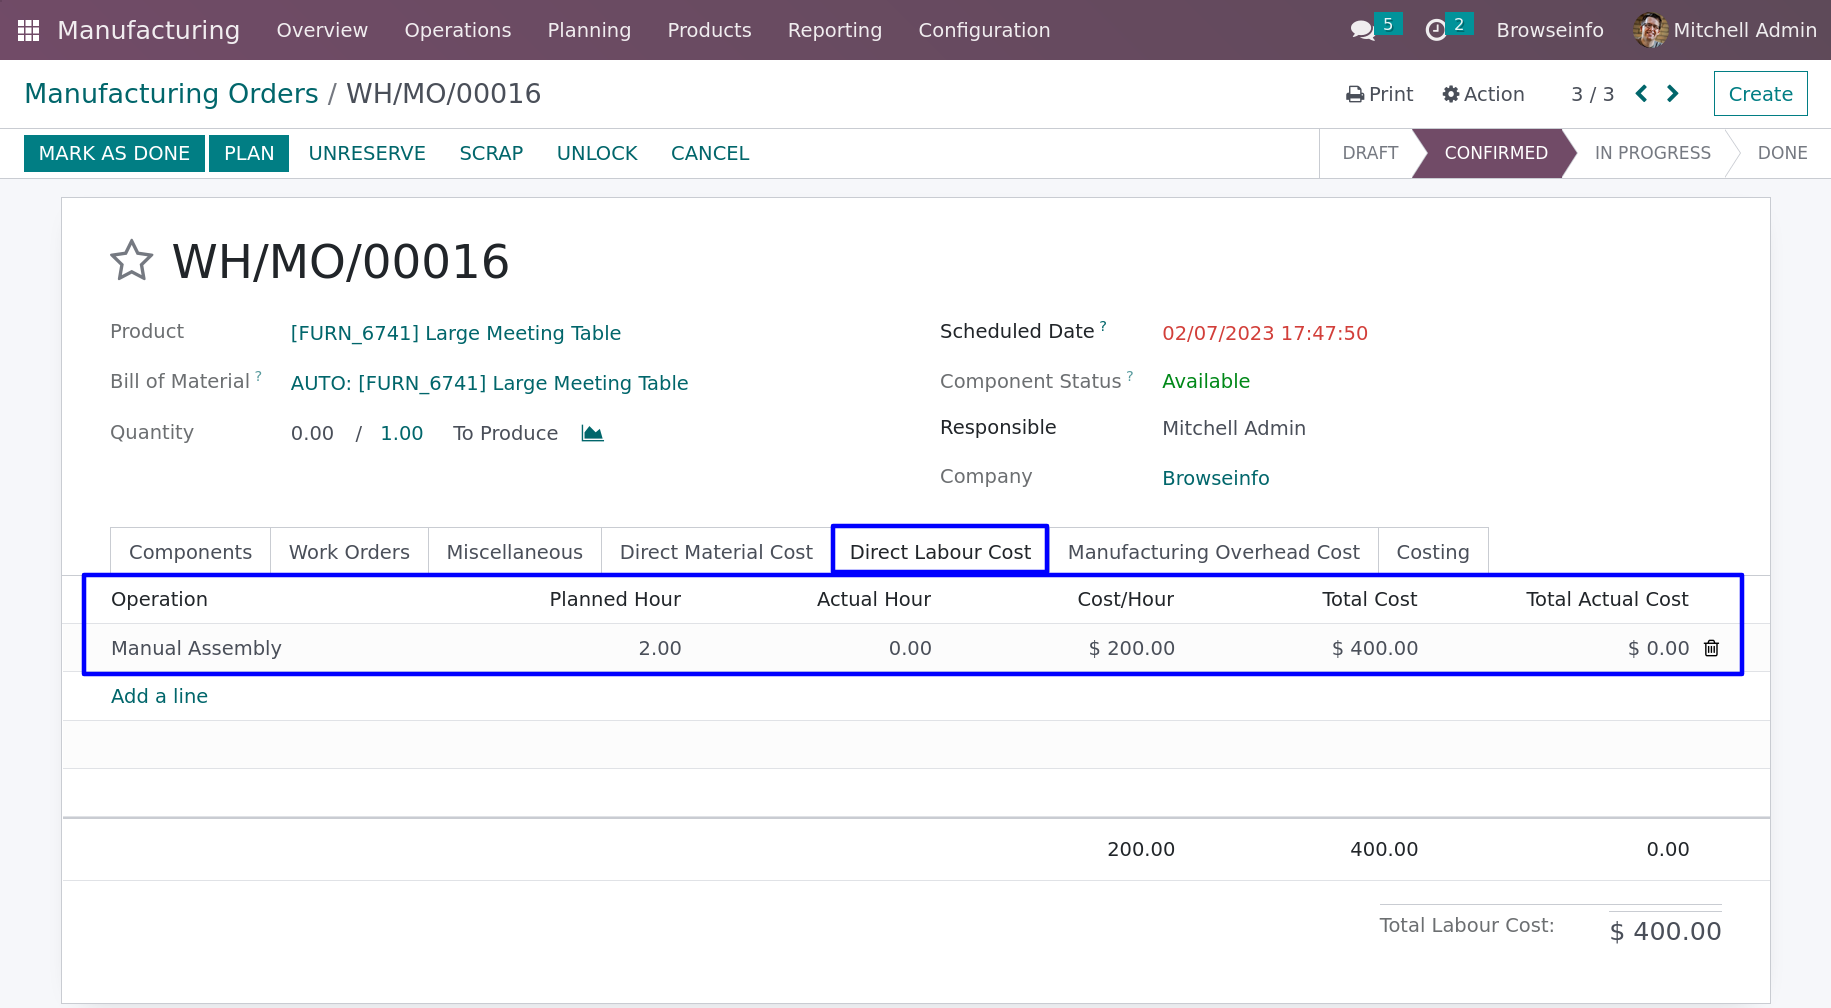 Manufacturing Overview Operations Planning Products Reporting Configuration 5 2 Browseinfo Mitchell Admin
Manufacturing Orders / WH/MO/00016 Print Action 3 / 3 Create
MARK AS DONE PLAN UNRESERVE SCRAP UNLOCK CANCEL DRAFT CONFIRMED IN PROGRESS DONE
WH/MO/00016
Product [FURN_6741] Large Meeting Table Scheduled Date ? 02/07/2023 17:47:50
Bill of Material ? AUTO: [FURN_6741] Large Meeting Table Component Status ? Available
Quantity 0.00 / 1.00 To Produce Responsible Mitchell Admin
Company Browseinfo
Components Work Orders Miscellaneous Direct Material Cost Direct Labour Cost Manufacturing Overhead Cost Costing
Operation Planned Hour Actual Hour Cost/Hour Total Cost Total Actual Cost
Manual Assembly 2.00 0.00 $ 200.00 $ 400.00 $ 0.00
Add a line
200.00 400.00 0.00
Total Labour Cost: $ 400.00